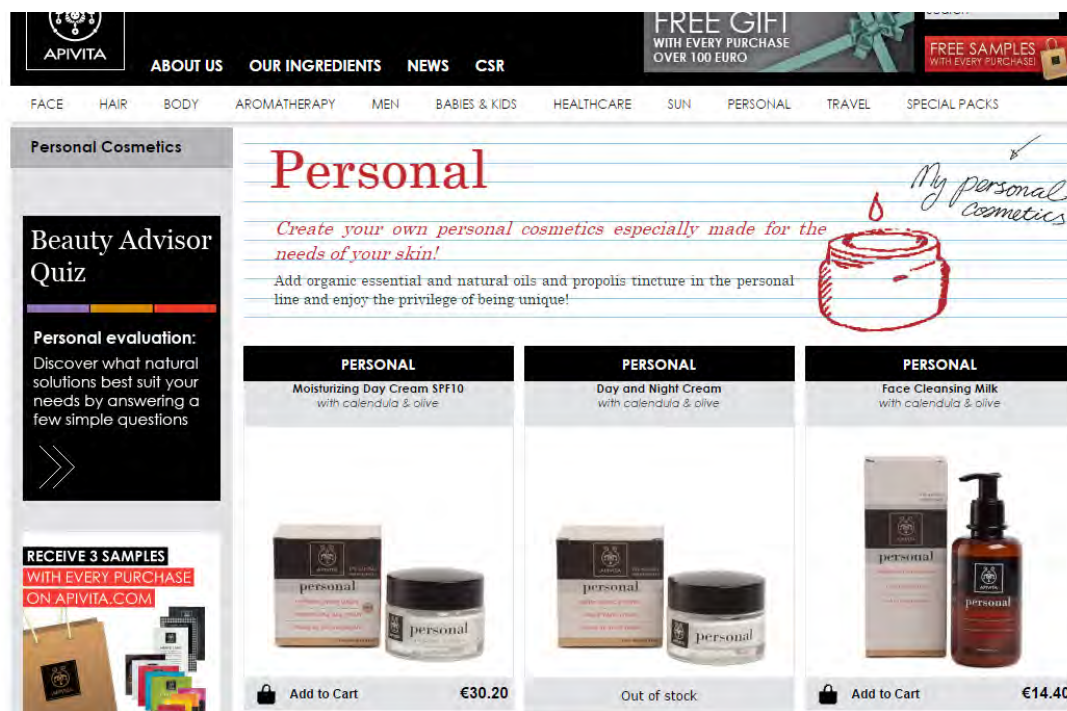 APIVITA
ABOUT US
OUR INGREDIENTS
NEWS
CSR
FREE GIFT
WITH EVERY PURCHASE
OVER 100 EURO
FREE SAMPLES
WITH EVERY PURCHASE!
FACE
HAIR
BODY
AROMATHERAPY
MEN
BABIES & KIDS
HEALTHCARE
SUN
PERSONAL
TRAVEL
SPECIAL PACKS
Personal Cosmetics
Beauty Advisor
Quiz
Personal evaluation:
Discover what natural
solutions best suit your
needs by answering a
few simple questions
RECEIVE 3 SAMPLES
WITH EVERY PURCHASE
ON APIVITA.COM
APIVITA
Personal
Create your own personal cosmetics especially made for the
needs of your skin!
Add organic essential and natural oils and propolis tincture in the personal
line and enjoy the privilege of being unique!
My personal
cosmetics
PERSONAL
Moisturizing Day Cream SPF10
with calendula & olive
APIVITA
personal
personal
Add to Cart
€30.20
PERSONAL
Day and Night Cream
with calendula & olive
APIVITA
personal
personal
Out of stock
PERSONAL
Face Cleansing Milk
with calendula & olive
APIVITA
personal
APIVITA
personal
Add to Cart
€14.40